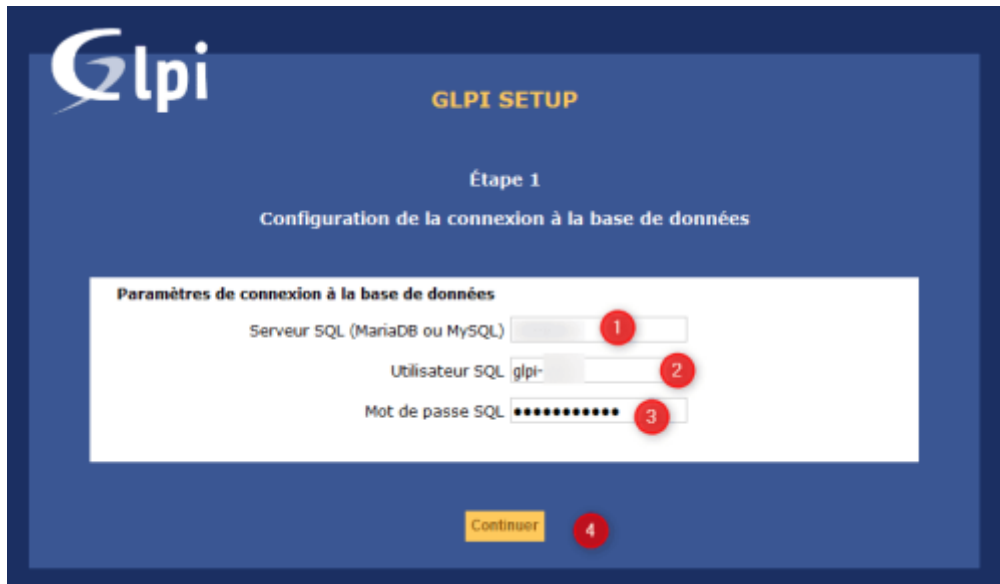 Glpi
GLPI SETUP
Étape 1
Configuration de la connexion à la base de données
Paramètres de connexion à la base de données
Serveur SQL (MariaDB ou MySQL) 1
Utilisateur SQL glpi- 2
Mot de passe SQL ●●●●●●●●●●● 3
Continuer 4